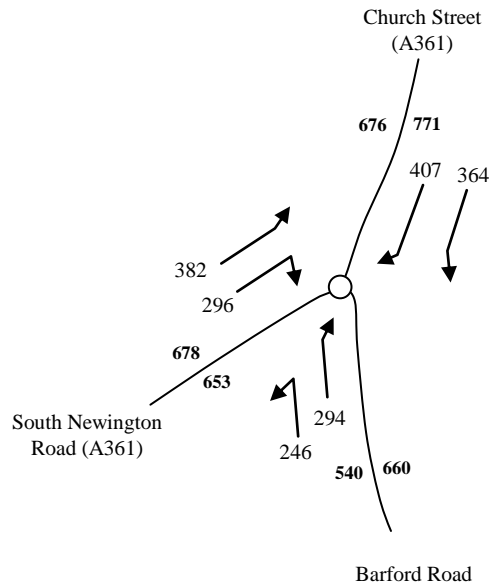 Church Street
(A361)
676 771
407 364
382
296
678
653
South Newington
Road (A361)
294
246
540 660
Barford Road